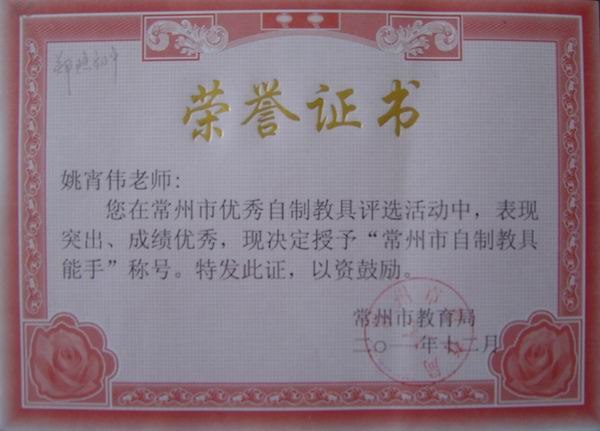 荣誉证书
姚宵伟老师:
您在常州市优秀自制教具评选活动中，表现
突出、成绩优秀，现决定授予“常州市自制教具
能手”称号。特发此证，以资鼓励。
常州市教育局
二〇一一年十二月